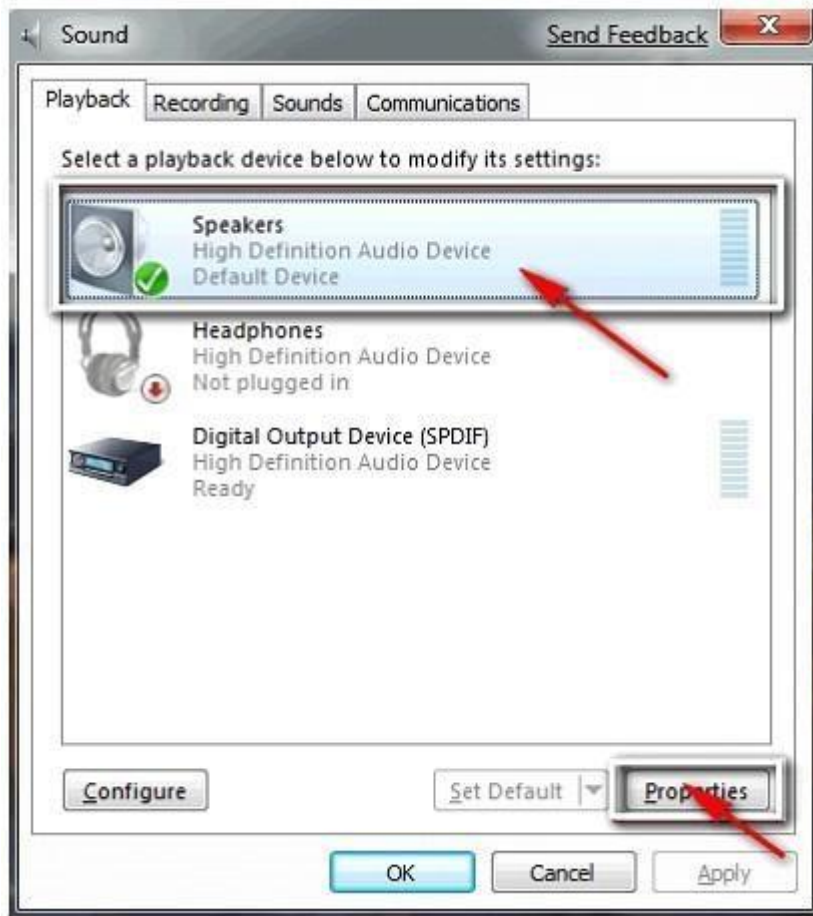 Sound
Send Feedback
Playback Recording Sounds Communications
Select a playback device below to modify its settings:
Speakers
High Definition Audio Device
Default Device
Headphones
High Definition Audio Device
Not plugged in
Digital Output Device (SPDIF)
High Definition Audio Device
Ready
Configure Set Default Properties
OK Cancel Apply